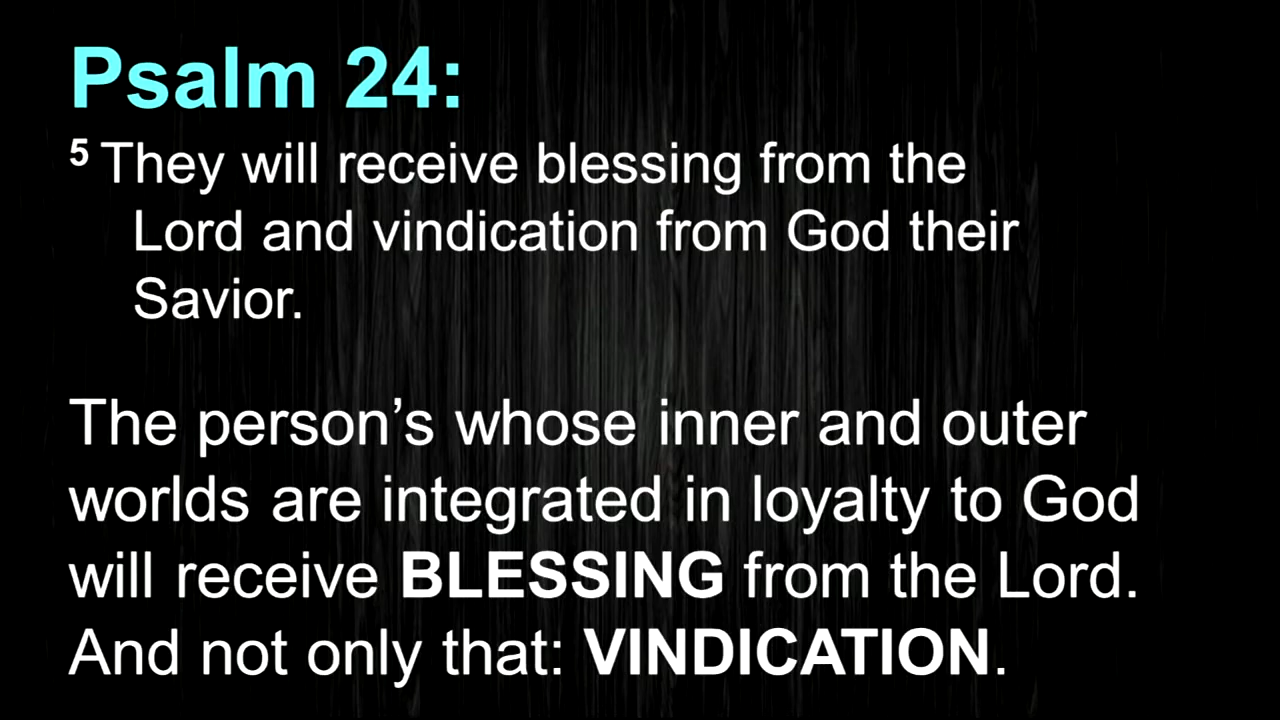 Psalm 24:
5 They will receive blessing from the
Lord and vindication from God their
Savior.
The person’s whose inner and outer
worlds are integrated in loyalty to God
will receive BLESSING from the Lord.
And not only that: VINDICATION.